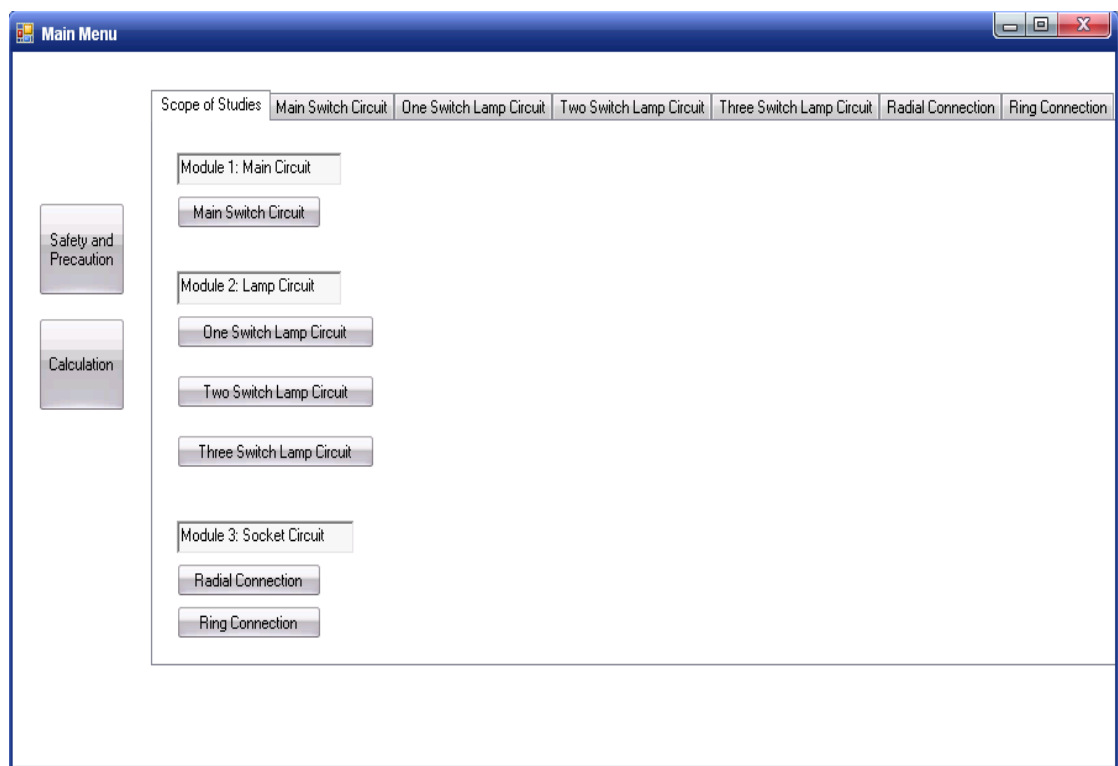 Main Menu
Scope of Studies
Main Switch Circuit
One Switch Lamp Circuit
Two Switch Lamp Circuit
Three Switch Lamp Circuit
Radial Connection
Ring Connection
Safety and
Precaution
Calculation
Module 1: Main Circuit
Main Switch Circuit
Module 2: Lamp Circuit
One Switch Lamp Circuit
Two Switch Lamp Circuit
Three Switch Lamp Circuit
Module 3: Socket Circuit
Radial Connection
Ring Connection